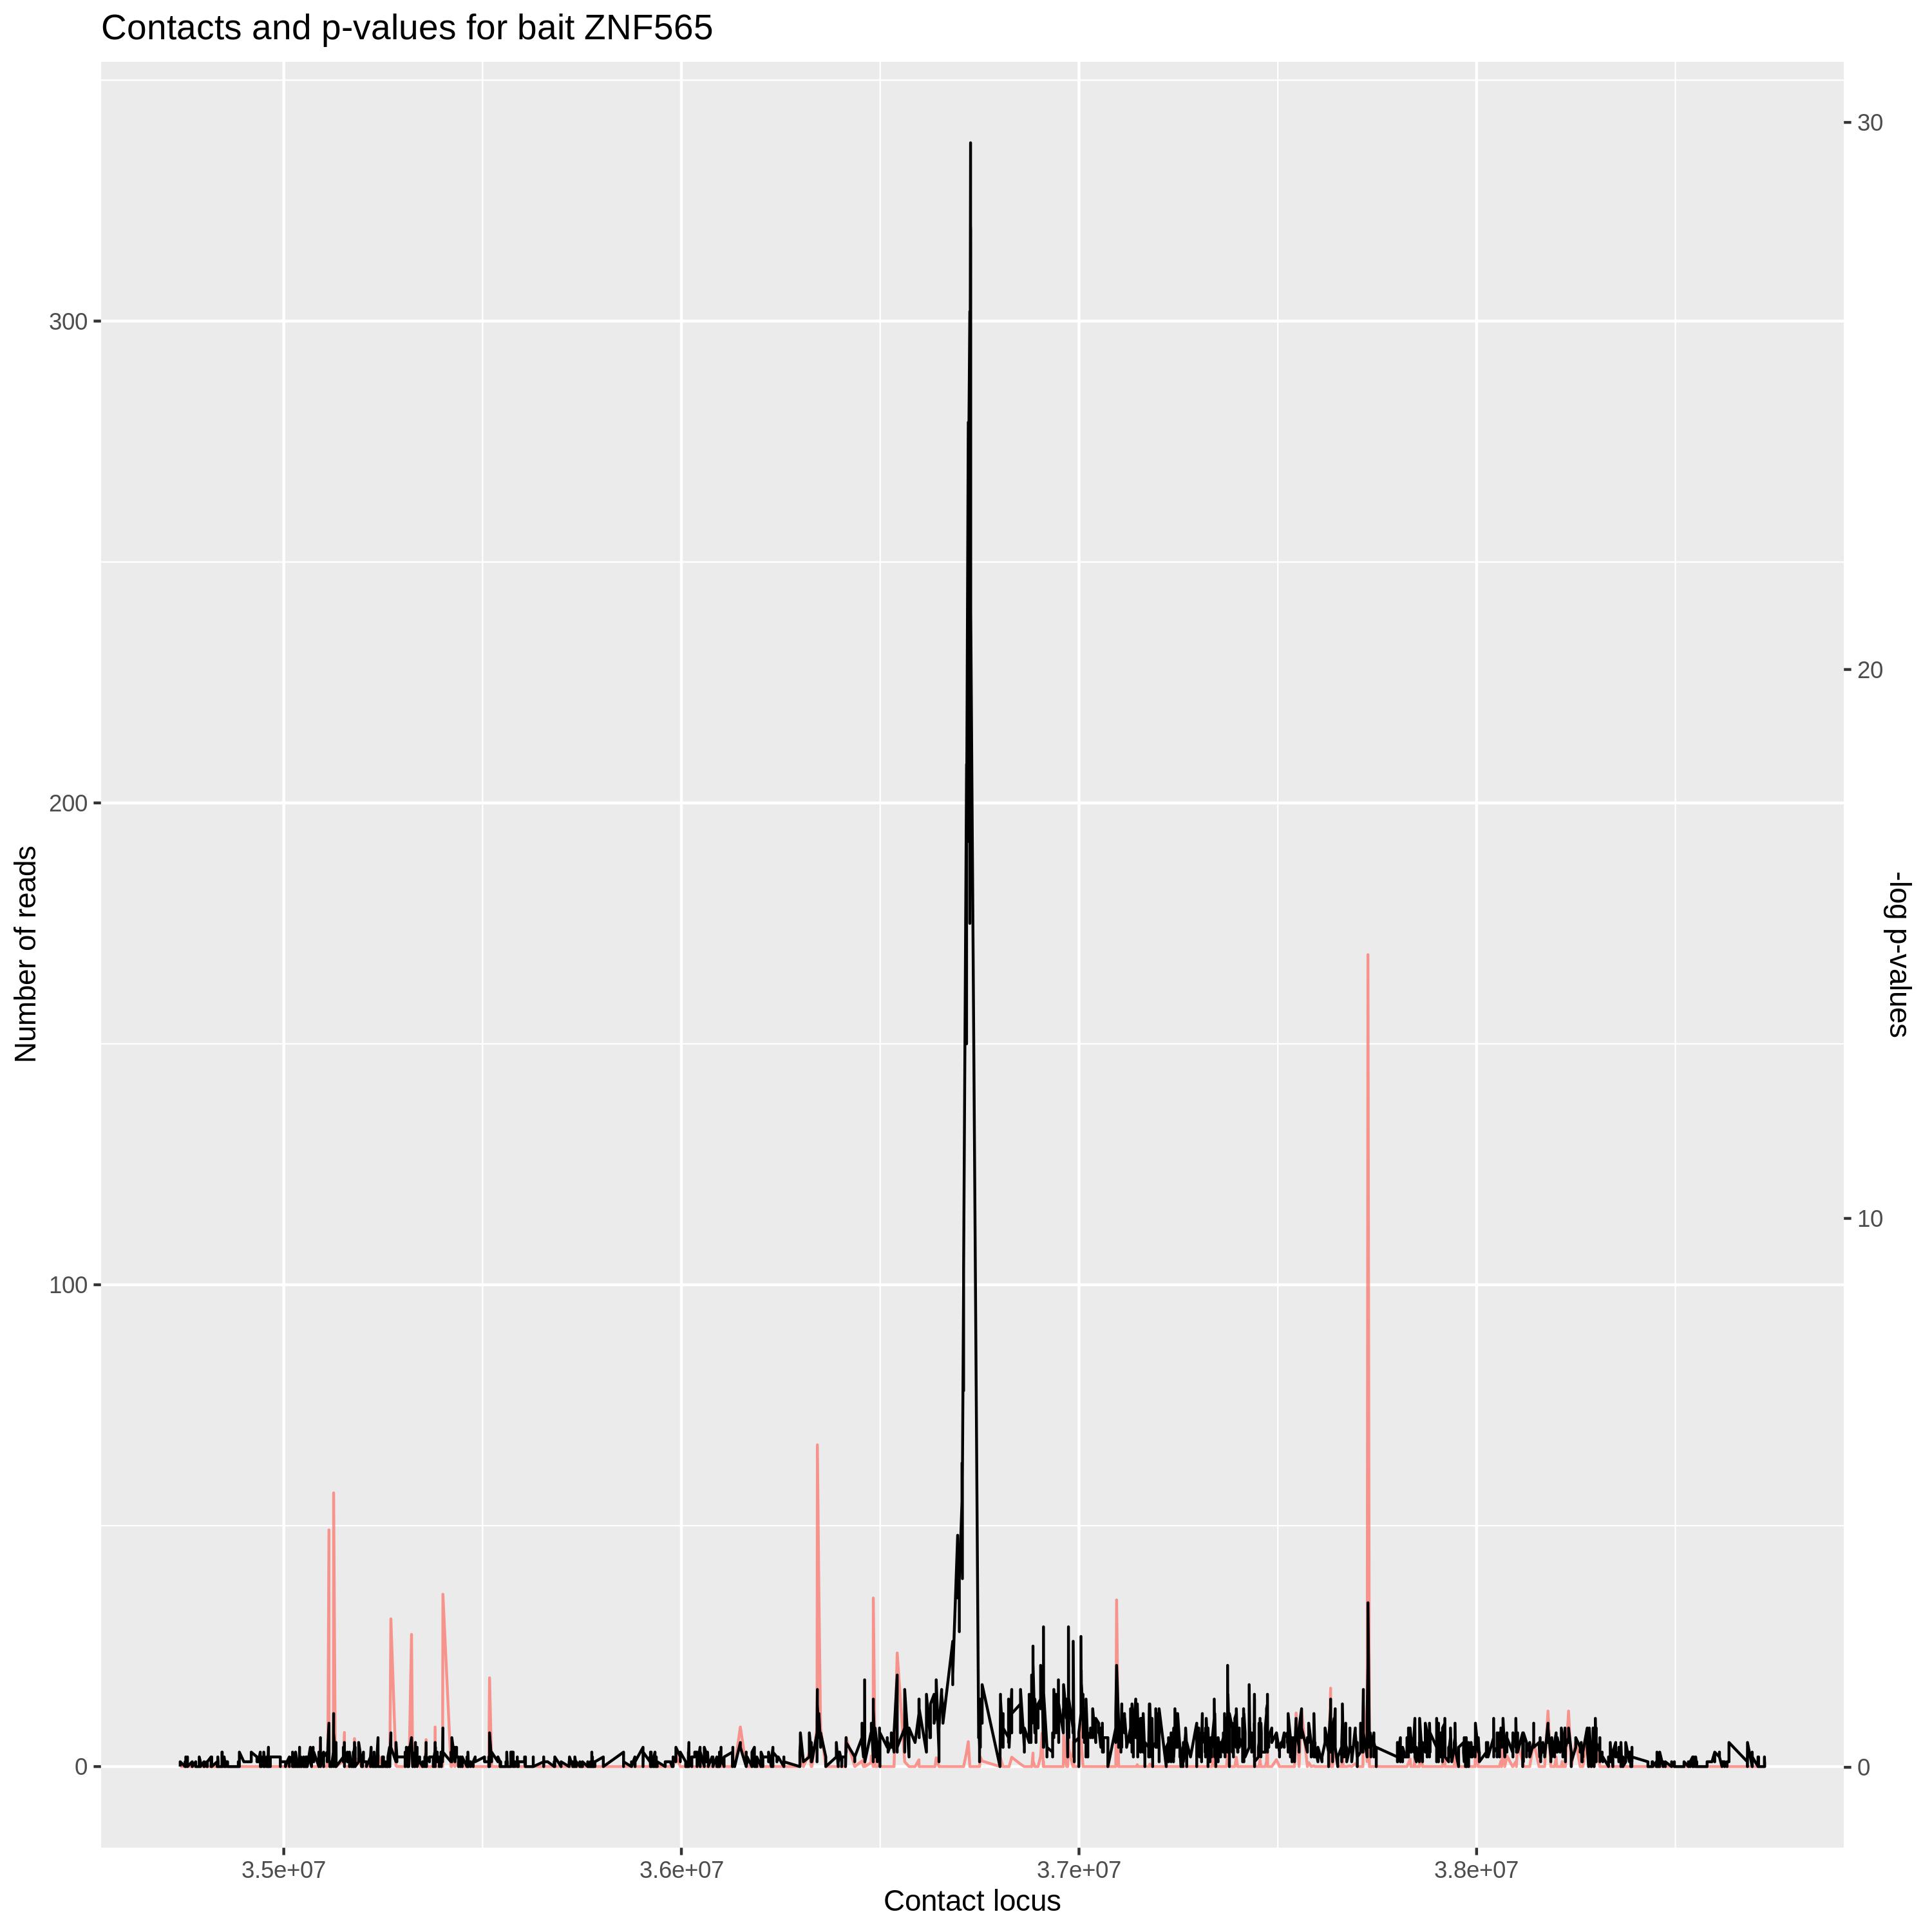 Contacts and p-values for bait ZNF565
Number of reads
300
200
100
0
30
20
10
0
-log p-values
3.5e+07
3.6e+07
3.7e+07
3.8e+07
Contact locus